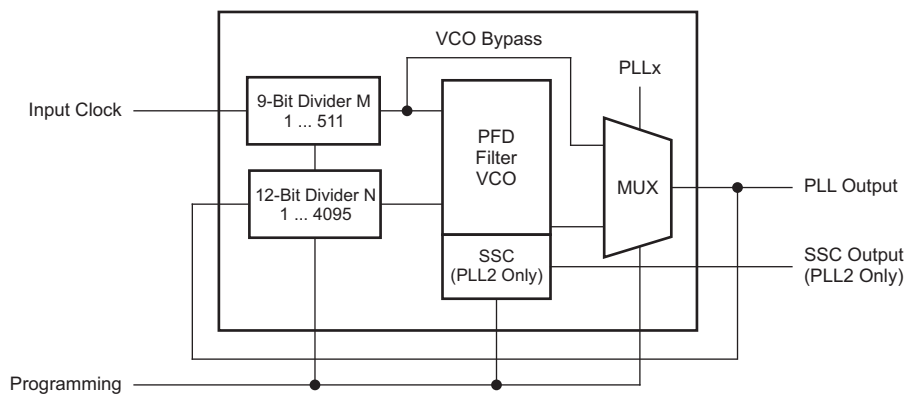 VCO Bypass
PLLx
Input Clock
9-Bit Divider M
1 ... 511
PFD
Filter
VCO
MUX
12-Bit Divider N
1 ... 4095
PLL Output
SSC
(PLL2 Only)
SSC Output
(PLL2 Only)
Programming